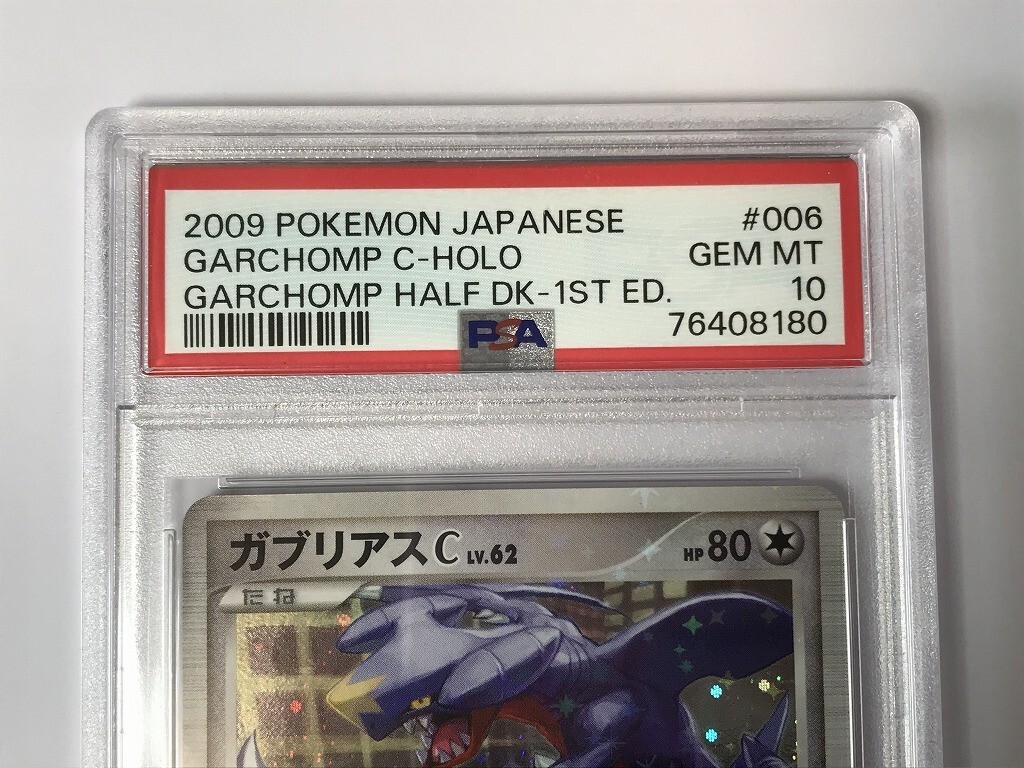 2009 POKEMON JAPANESE #006
GARCHOMP C-HOLO GEM MT
GARCHOMP HALF DK-1ST ED. 10
PSA 76408180
ガブリアスC LV.62 HP 80
たね